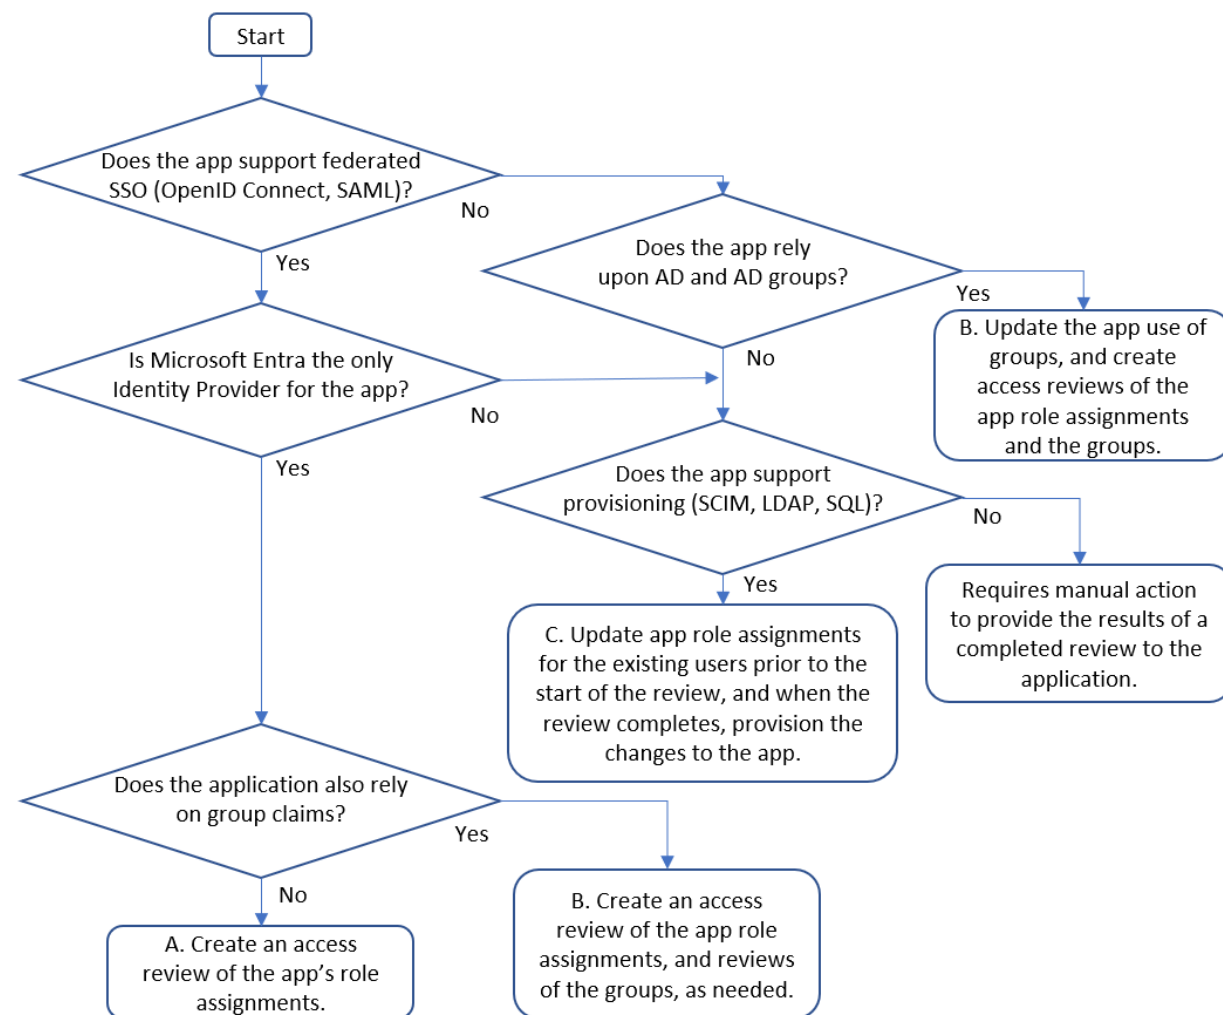 Start
Does the app support federated
SSO (OpenID Connect, SAML)?
No
Yes
Does the app rely
upon AD and AD groups?
Yes
No
B. Update the app use of
groups, and create
access reviews of the
app role assignments
and the groups.
Is Microsoft Entra the only
Identity Provider for the app?
No
Yes
Does the app support
provisioning (SCIM, LDAP, SQL)?
No
Yes
Requires manual action
to provide the results of a
completed review to the
application.
C. Update app role assignments
for the existing users prior to the
start of the review, and when the
review completes, provision the
changes to the app.
Does the application also rely
on group claims?
Yes
No
B. Create an access
review of the app role
assignments, and reviews
of the groups, as needed.
A. Create an access
review of the app’s role
assignments.